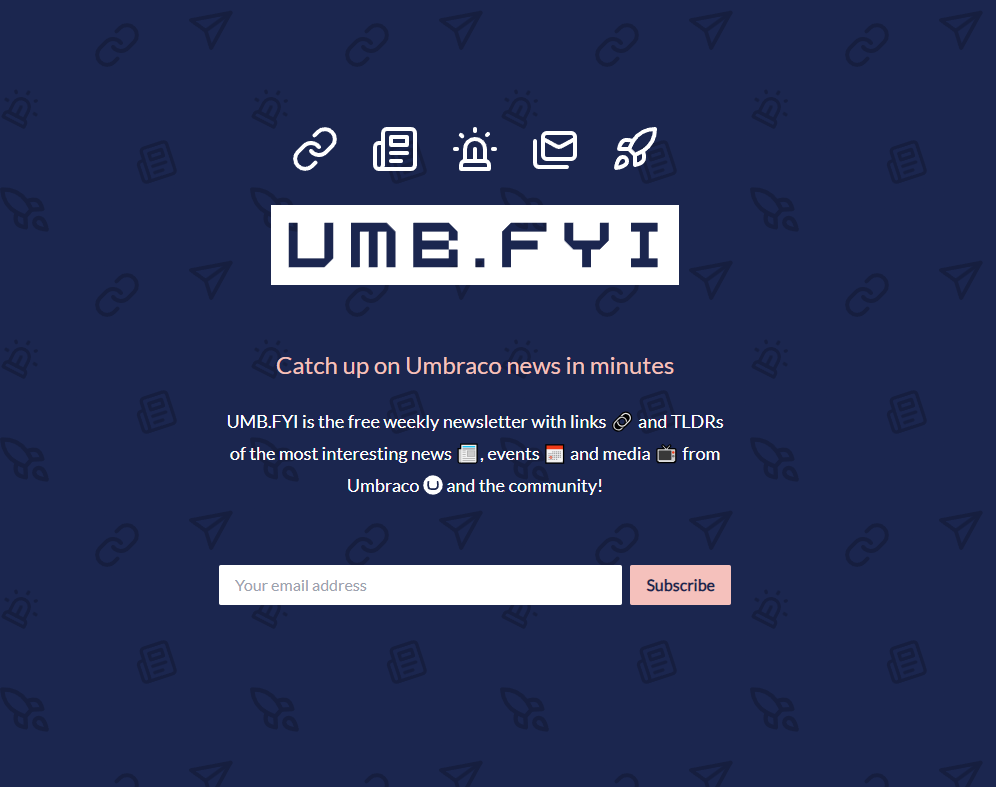 UMB.FYI
Catch up on Umbraco news in minutes
UMB.FYI is the free weekly newsletter with links 🔗 and TLDRs
of the most interesting news 📰, events 📅 and media 📺 from
Umbraco and the community!
Your email address
Subscribe